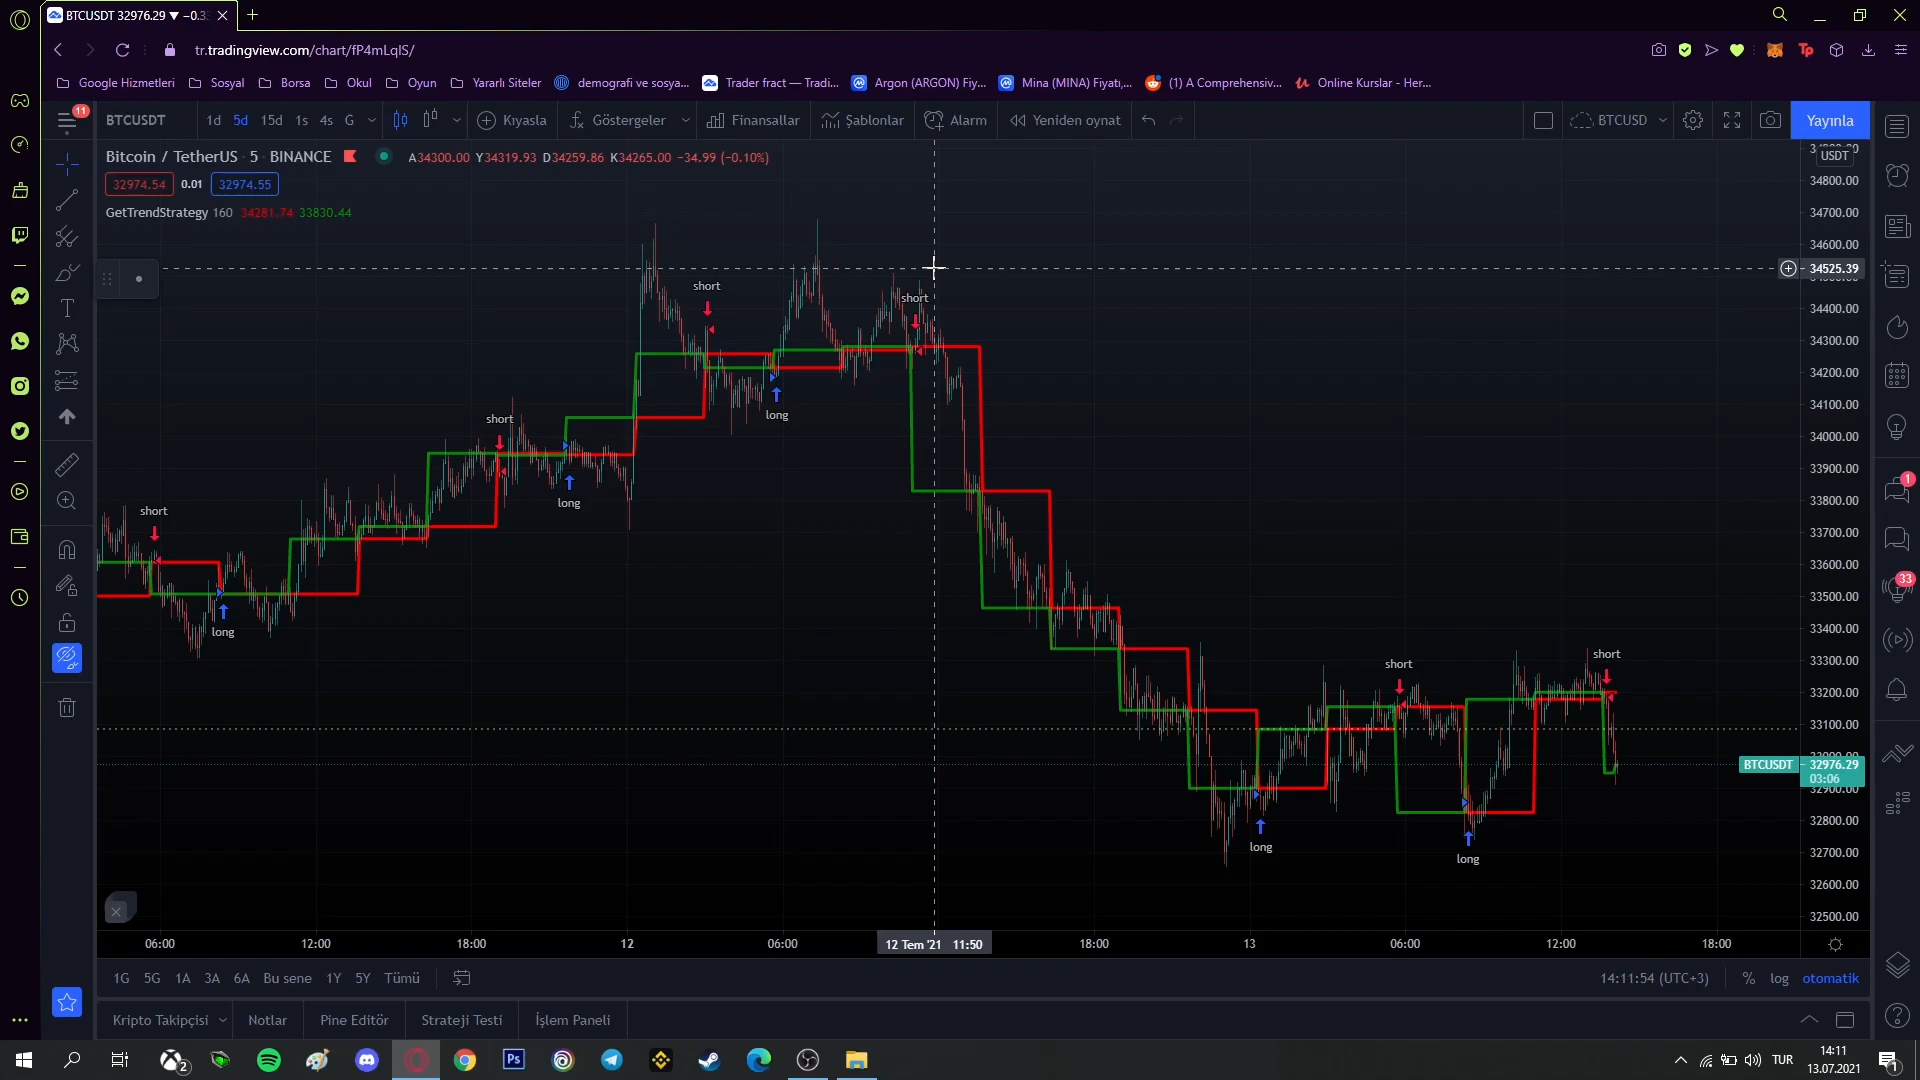 BTCUSDT 32976.29 ▼ −0.3
tr.tradingview.com/chart/fP4mLqlS/
Google Hizmetleri
Sosyal
Borsa
Okul
Oyun
Yararlı Siteler
demografi ve sosya...
Trader fract — Tradi...
Argon (ARGON) Fiy...
Mina (MINA) Fiyatı,...
(1) A Comprehensiv...
Online Kurslar - Her...
11
BTCUSDT
1d 5d 15d 1s 4s G
Kıyasla
Göstergeler
Finansallar
Şablonlar
Alarm
Yeniden oynat
BTCUSD
Yayınla
Bitcoin / TetherUS · 5 · BINANCE
A34300.00 Y34319.93 D34259.86 K34265.00 −34.99 (−0.10%)
USDT
32974.54 0.01 32974.55
GetTrendStrategy 160 34281.74 33830.44
34800.00
34700.00
34600.00
34525.39
34400.00
34300.00
34200.00
34100.00
34000.00
33900.00
33800.00
33700.00
33600.00
33500.00
33400.00
33300.00
33200.00
33100.00
BTCUSDT 32976.29
03:06
32900.00
32800.00
32700.00
32600.00
32500.00
short
short
short
long
short
long
short
long
short
short
long
long
1
33
06:00 12:00 18:00 12 06:00 12 Tem '21 11:50 18:00 13 06:00 12:00 18:00
1G 5G 1A 3A 6A Bu sene 1Y 5Y Tümü
14:11:54 (UTC+3) % log otomatik
Kripto Takipçisi
Notlar
Pine Editör
Strateji Testi
İşlem Paneli
2
Ps
TUR
14:11
13.07.2021
1